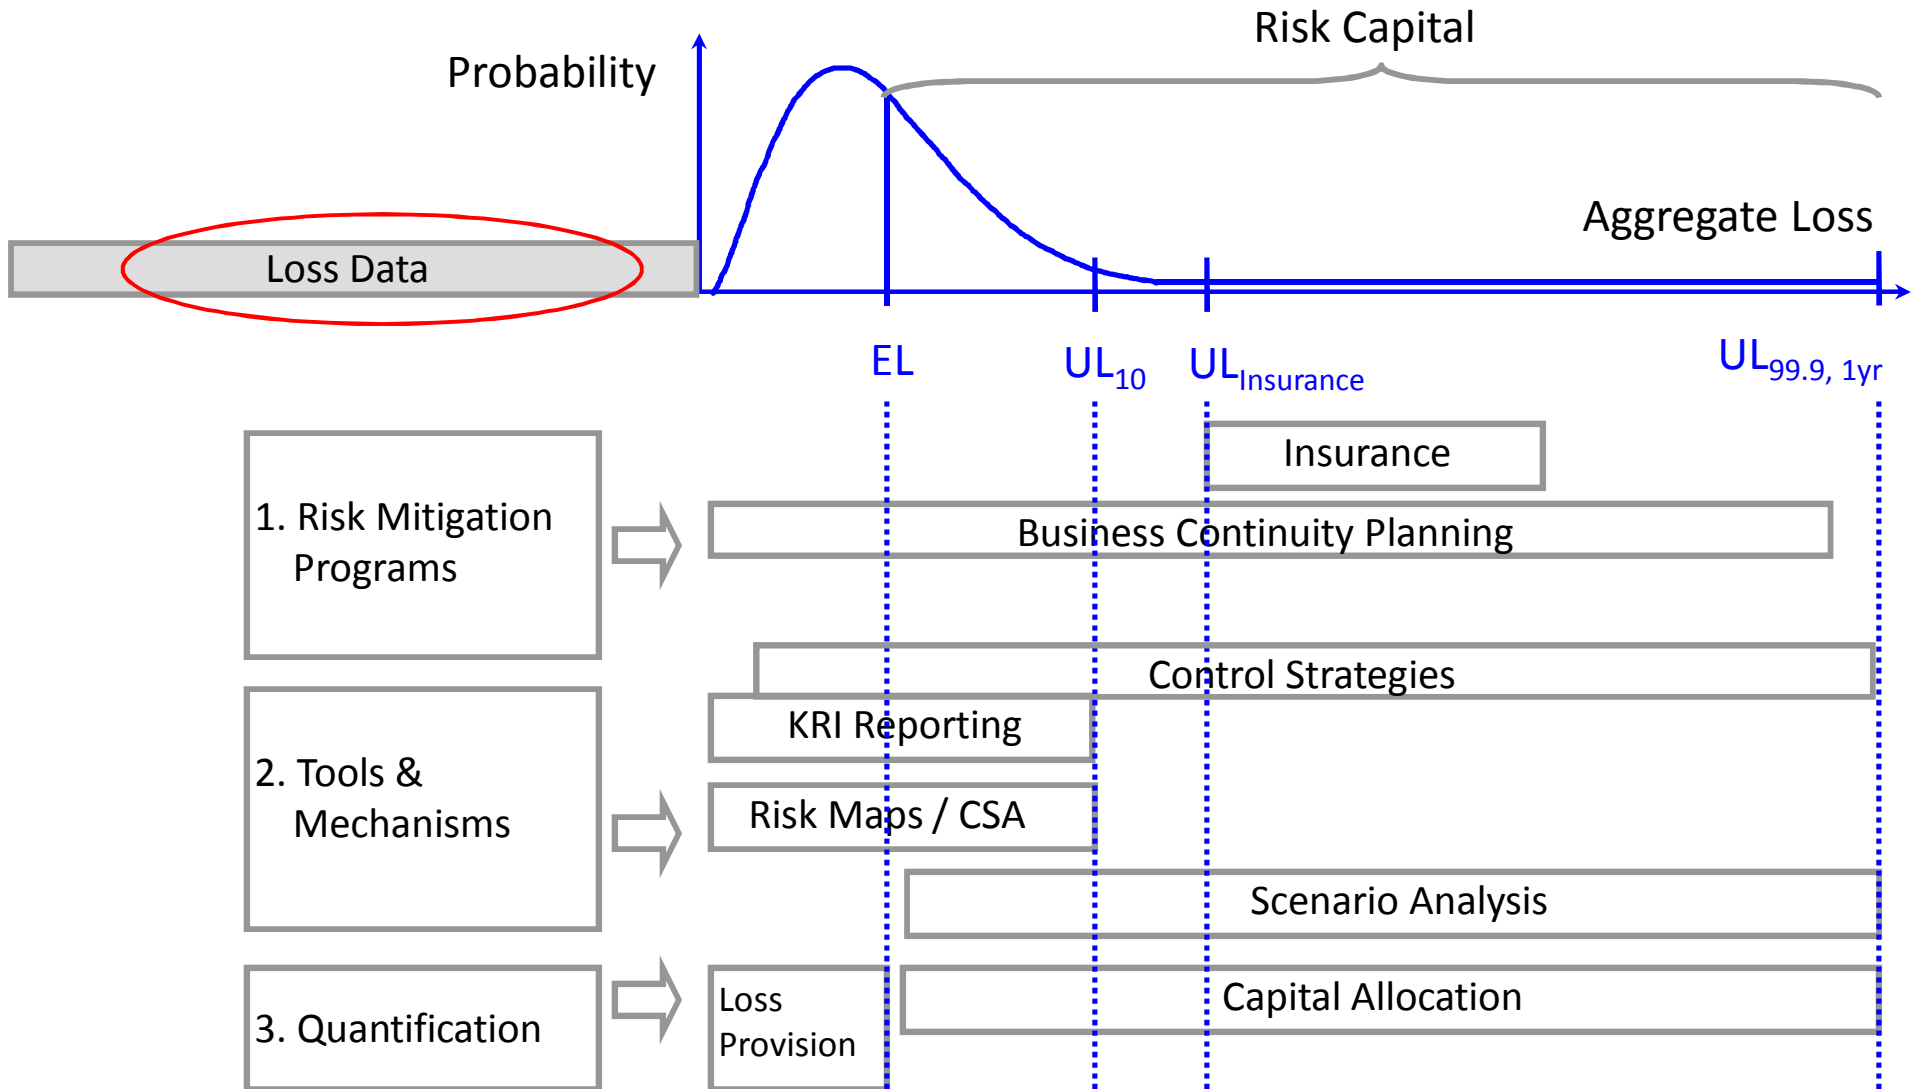 Risk Capital
Probability
Aggregate Loss
Loss Data
EL
UL10
ULInsurance
UL99.9, 1yr
Insurance
1. Risk Mitigation
Programs
Business Continuity Planning
Control Strategies
KRI Reporting
2. Tools &
Mechanisms
Risk Maps / CSA
Scenario Analysis
3. Quantification
Loss
Provision
Capital Allocation